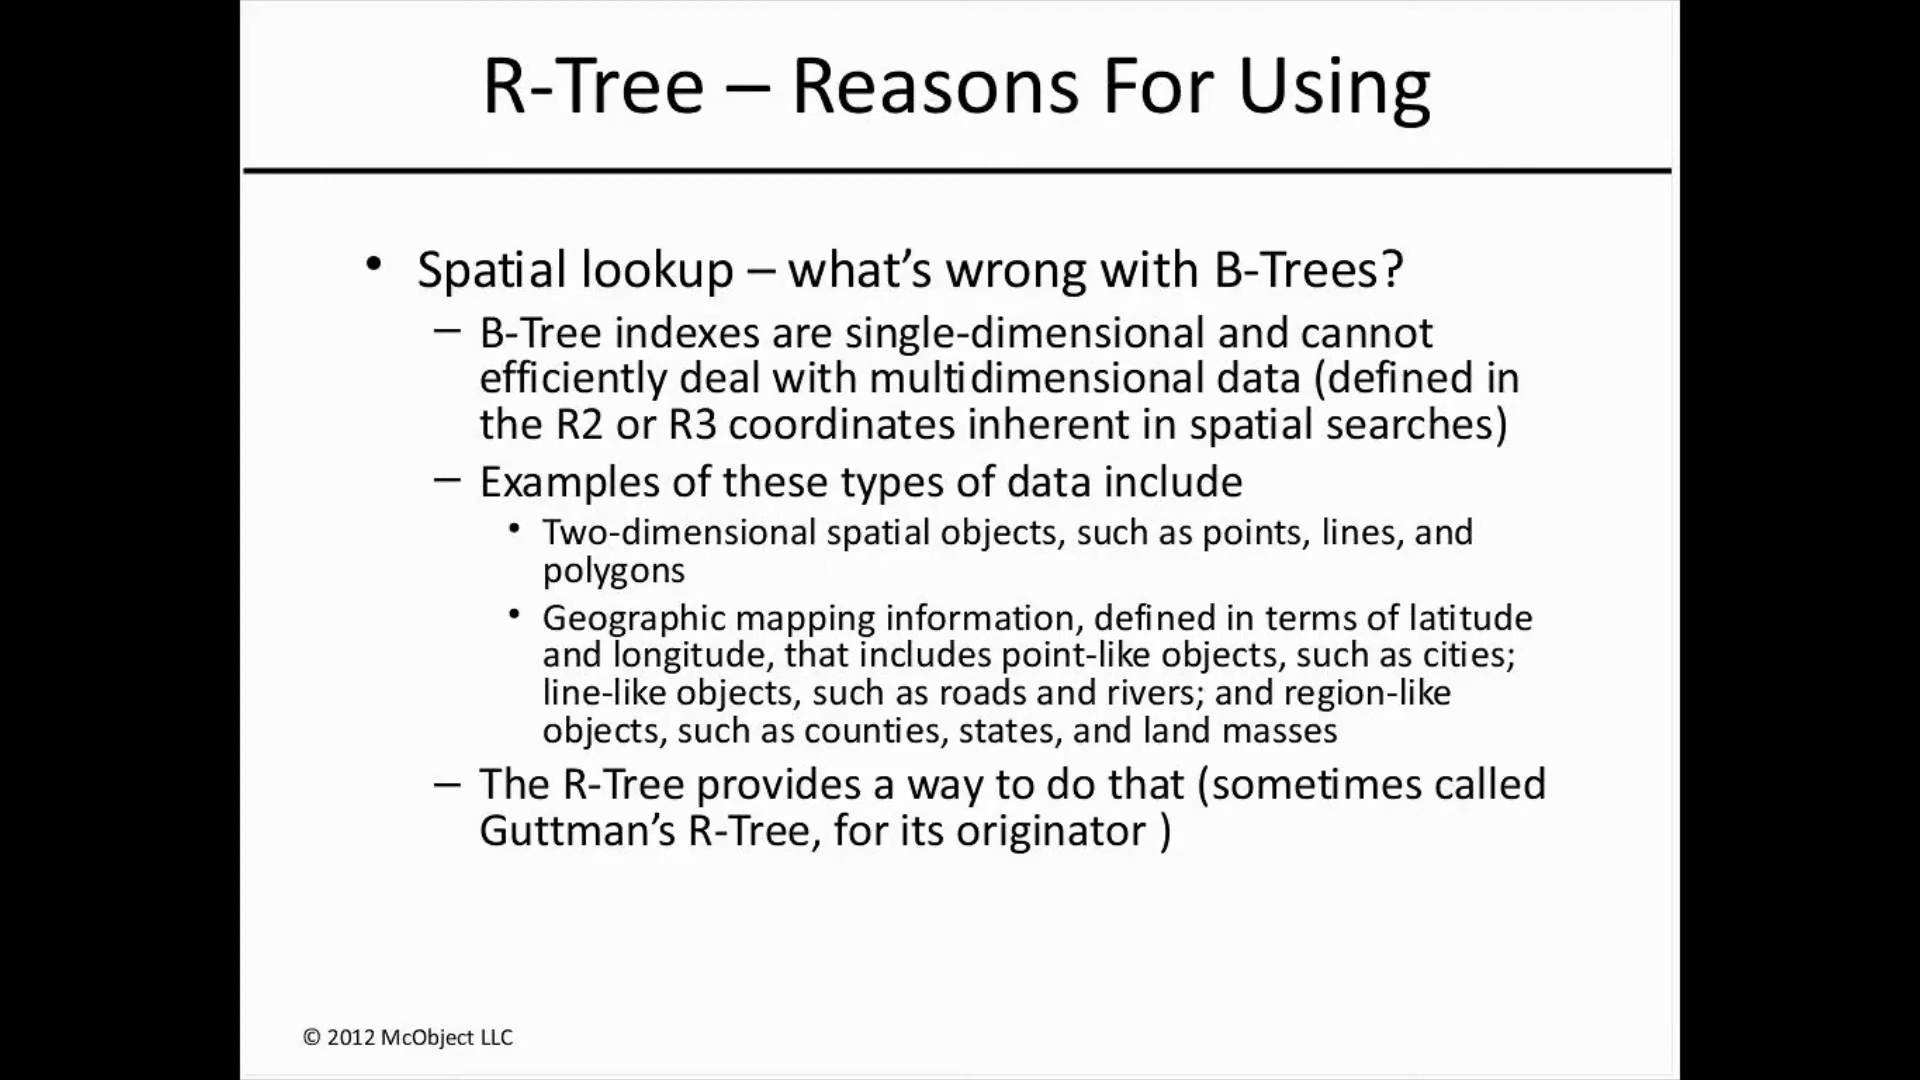 R-Tree – Reasons For Using
• Spatial lookup – what’s wrong with B-Trees?
– B-Tree indexes are single-dimensional and cannot
efficiently deal with multidimensional data (defined in
the R2 or R3 coordinates inherent in spatial searches)
– Examples of these types of data include
• Two-dimensional spatial objects, such as points, lines, and
polygons
• Geographic mapping information, defined in terms of latitude
and longitude, that includes point-like objects, such as cities;
line-like objects, such as roads and rivers; and region-like
objects, such as counties, states, and land masses
– The R-Tree provides a way to do that (sometimes called
Guttman’s R-Tree, for its originator )
© 2012 McObject LLC